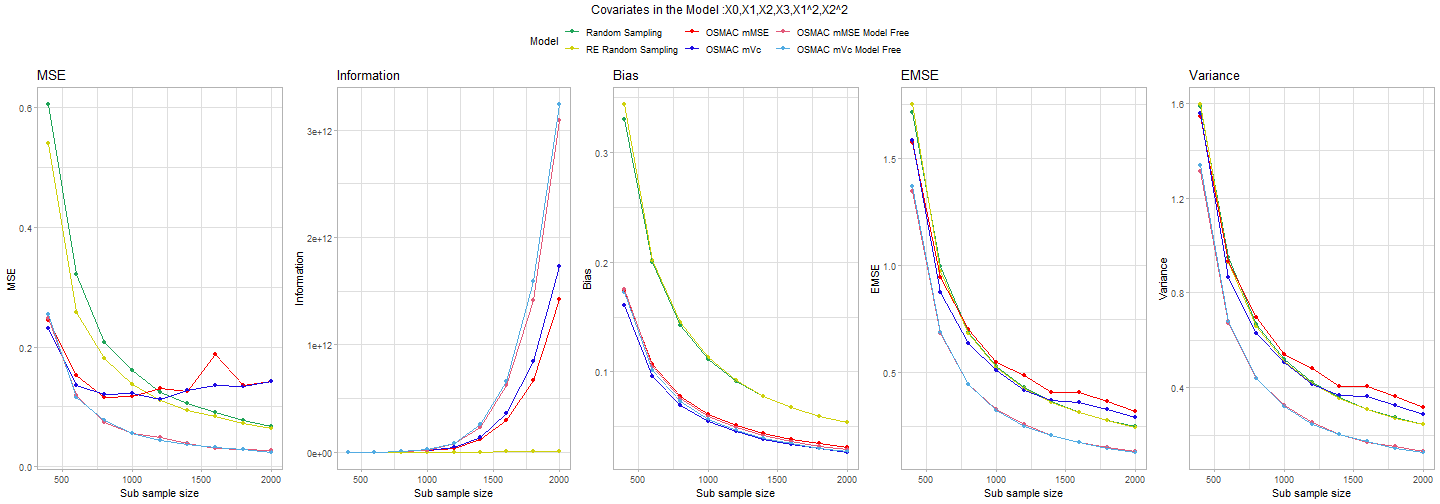 Covariates in the Model :X0,X1,X2,X3,X1^2,X2^2
Model
Random Sampling
OSMAC mMSE
OSMAC mMSE Model Free
RE Random Sampling
OSMAC mVc
OSMAC mVc Model Free
MSE
MSE
0.6
0.4
0.2
0.0
500
1000
1500
2000
Sub sample size
Information
Information
3e+12
2e+12
1e+12
0e+00
500
1000
1500
2000
Sub sample size
Bias
Bias
0.3
0.2
0.1
500
1000
1500
2000
Sub sample size
EMSE
EMSE
1.5
1.0
0.5
500
1000
1500
2000
Sub sample size
Variance
Variance
1.6
1.2
0.8
0.4
500
1000
1500
2000
Sub sample size